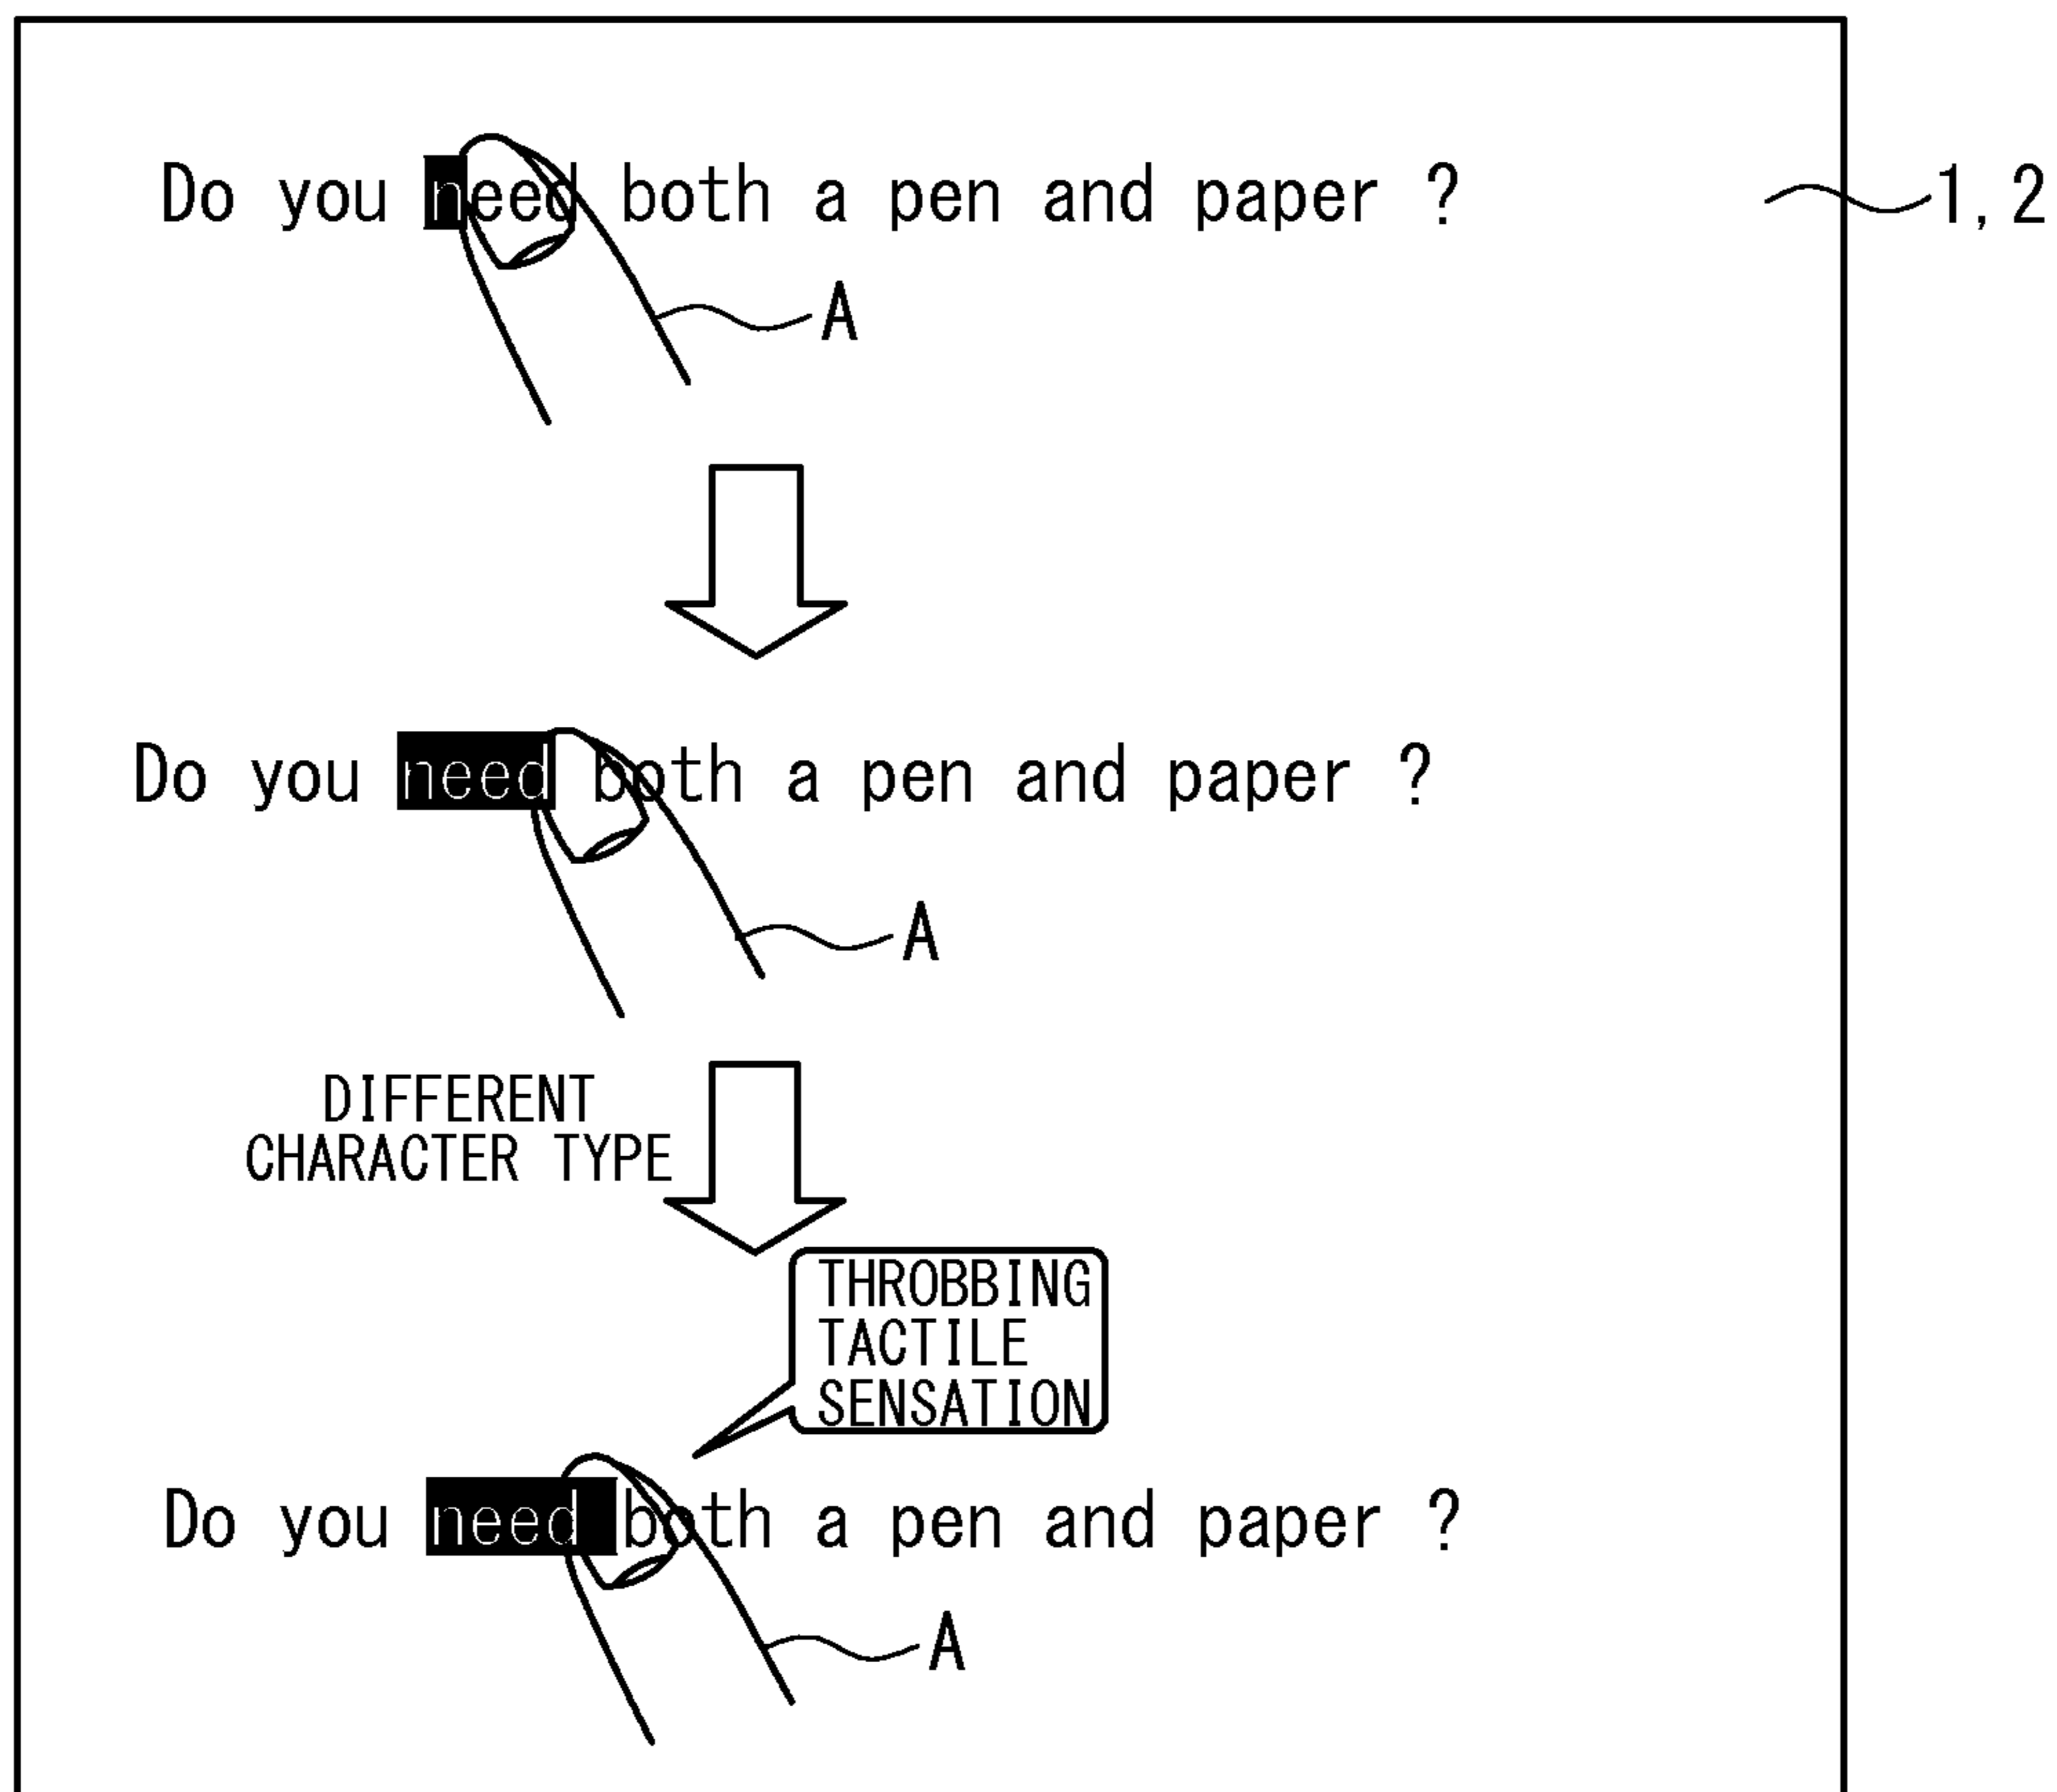 Do you need both a pen and paper ?
1, 2
A
Do you need both a pen and paper ?
A
DIFFERENT
CHARACTER TYPE
THROBBING
TACTILE
SENSATION
Do you need both a pen and paper ?
A